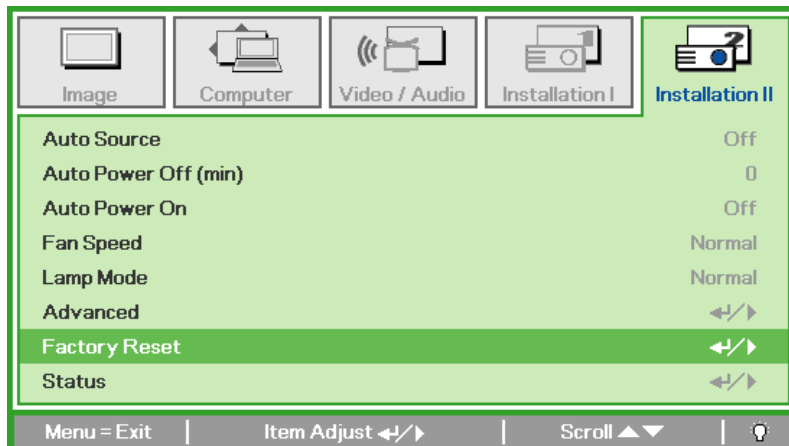 Image Computer Video / Audio Installation I Installation II
Auto Source Off
Auto Power Off (min) 0
Auto Power On Off
Fan Speed Normal
Lamp Mode Normal
Advanced ↵/▶
Factory Reset ↵/▶
Status ↵/▶
Menu = Exit | Item Adjust ↵/▶ | Scroll ▲▼ |